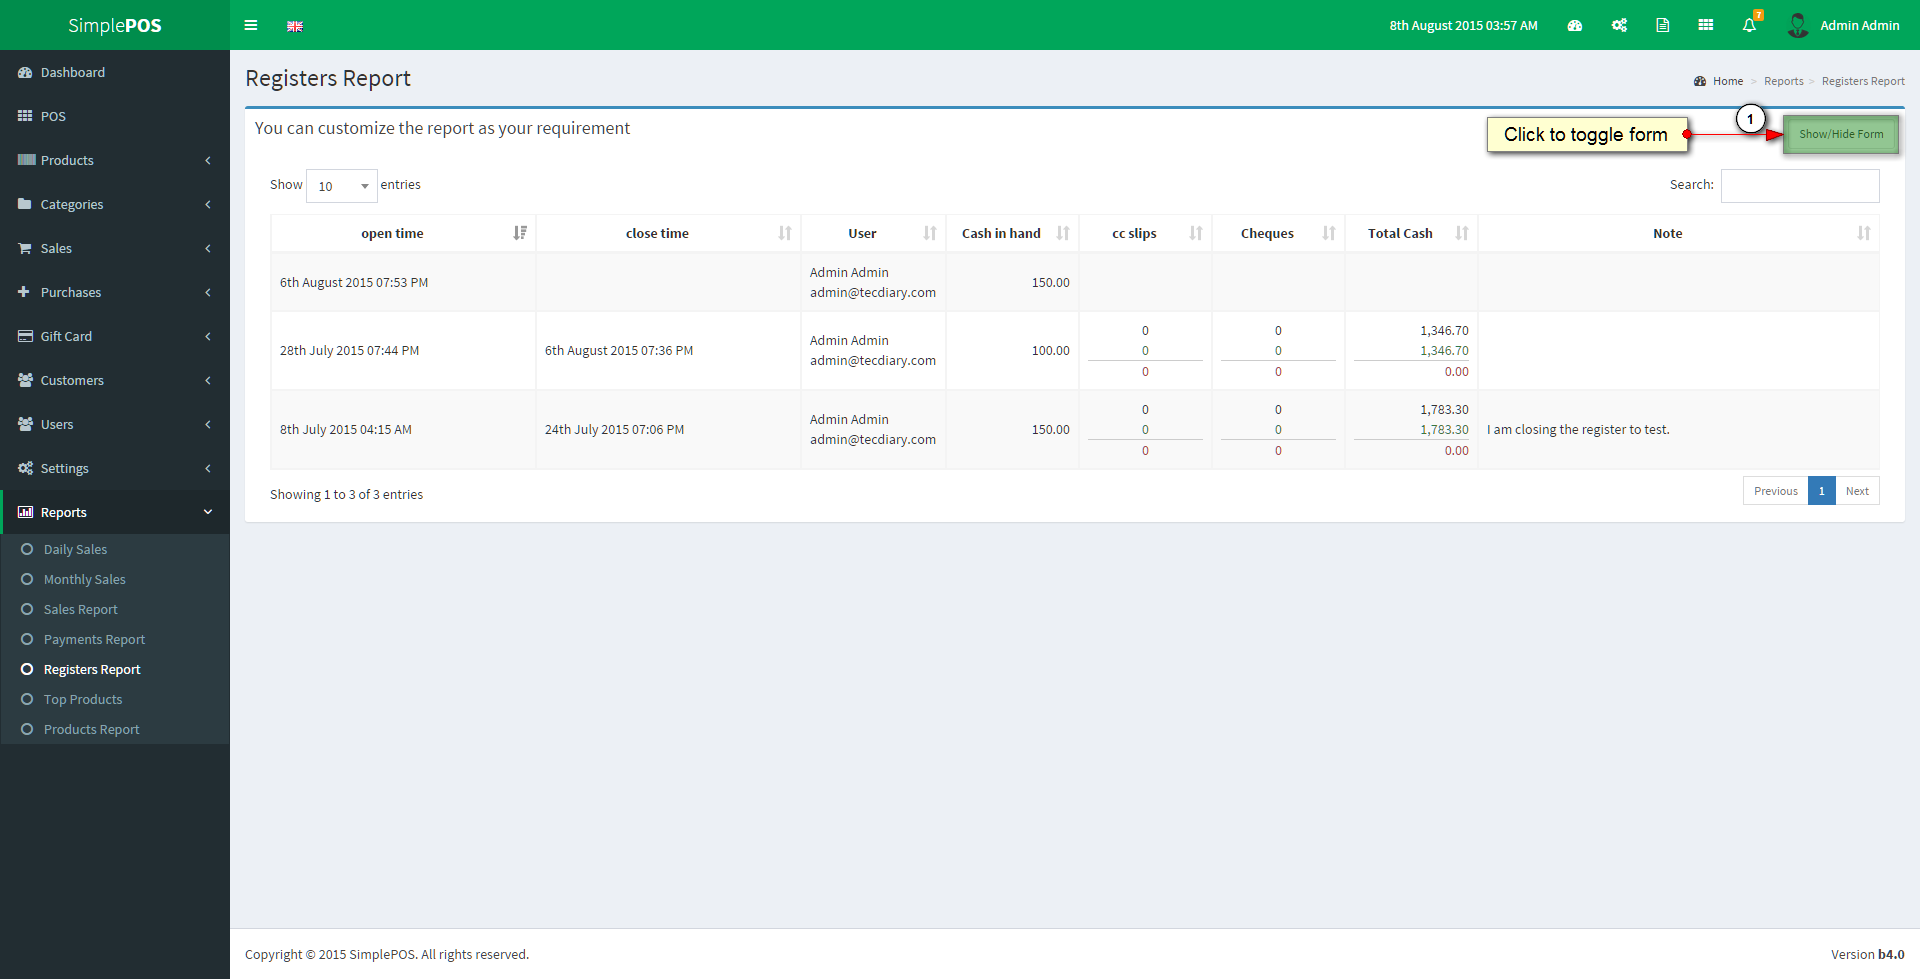 SimplePOS
8th August 2015 03:57 AM
7
Admin Admin
Dashboard
POS
Products
Categories
Sales
Purchases
Gift Card
Customers
Users
Settings
Reports
Daily Sales
Monthly Sales
Sales Report
Payments Report
Registers Report
Top Products
Products Report
Registers Report
Home > Reports > Registers Report
You can customize the report as your requirement
Click to toggle form
1
Show/Hide Form
Show 10 entries
Search:
open time close time User Cash in hand cc slips Cheques Total Cash Note
6th August 2015 07:53 PM
Admin Admin
admin@tecdiary.com
150.00
28th July 2015 07:44 PM
6th August 2015 07:36 PM
Admin Admin
admin@tecdiary.com
100.00
0
0
0
0
0
0
1,346.70
1,346.70
0.00
8th July 2015 04:15 AM
24th July 2015 07:06 PM
Admin Admin
admin@tecdiary.com
150.00
0
0
0
0
0
0
1,783.30
1,783.30
0.00
I am closing the register to test.
Showing 1 to 3 of 3 entries
Previous 1 Next
Copyright © 2015 SimplePOS. All rights reserved.
Version b4.0